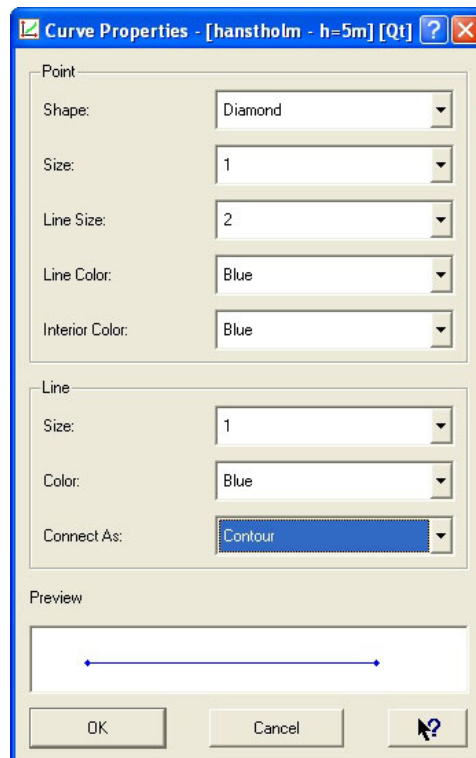 Curve Properties - [hanstholm - h=5m] [Qt]
Point
Shape: Diamond
Size: 1
Line Size: 2
Line Color: Blue
Interior Color: Blue
Line
Size: 1
Color: Blue
Connect As: Contour
Preview
OK Cancel ?